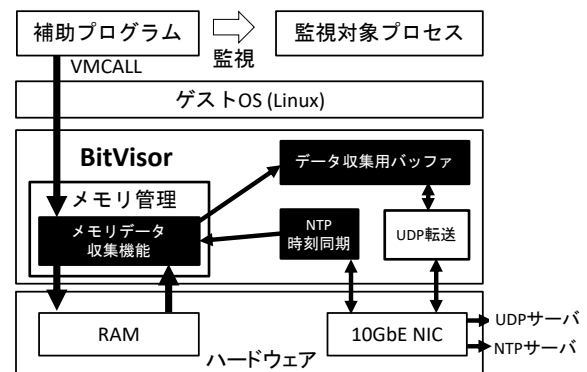 補助プログラム
監視対象プロセス
監視
VMCALL
ゲストOS (Linux)
BitVisor
データ収集用バッファ
メモリ管理
メモリデータ
収集機能
NTP
時刻同期
UDP転送
RAM
10GbE NIC
UDPサーバ
NTPサーバ
ハードウェア